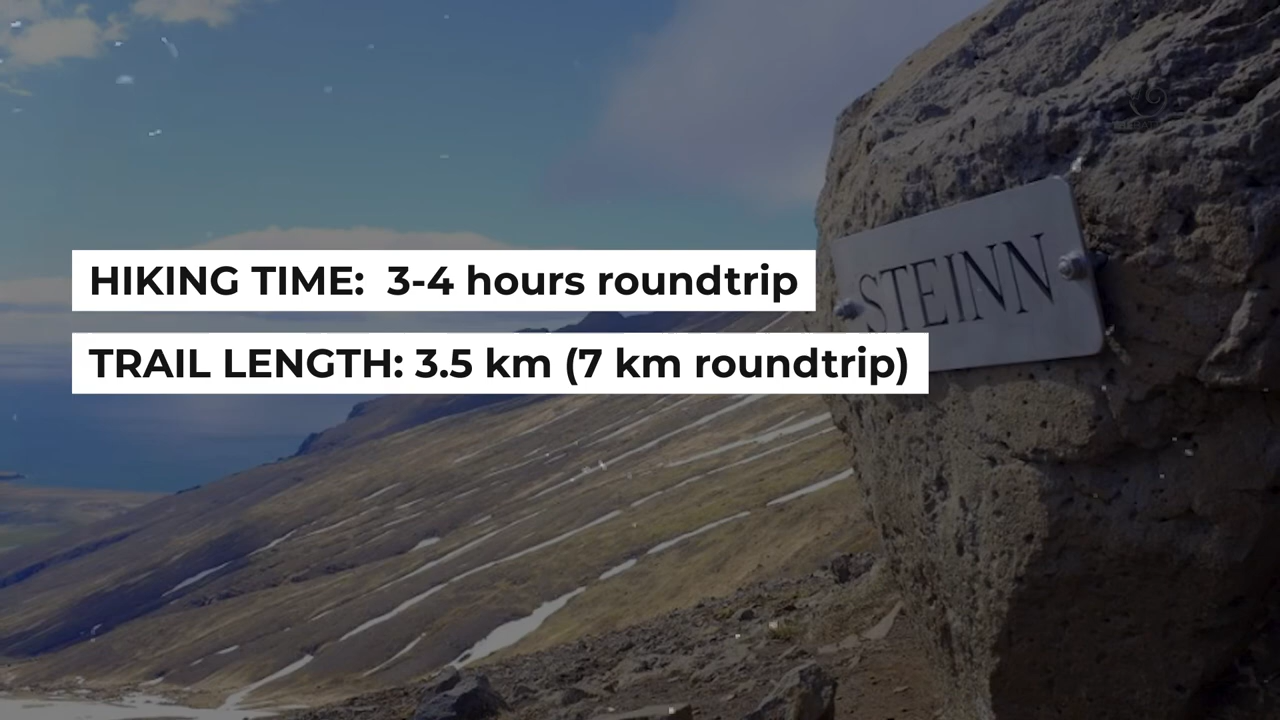 HIKING TIME:  3-4 hours roundtrip
STEINN
TRAIL LENGTH: 3.5 km (7 km roundtrip)